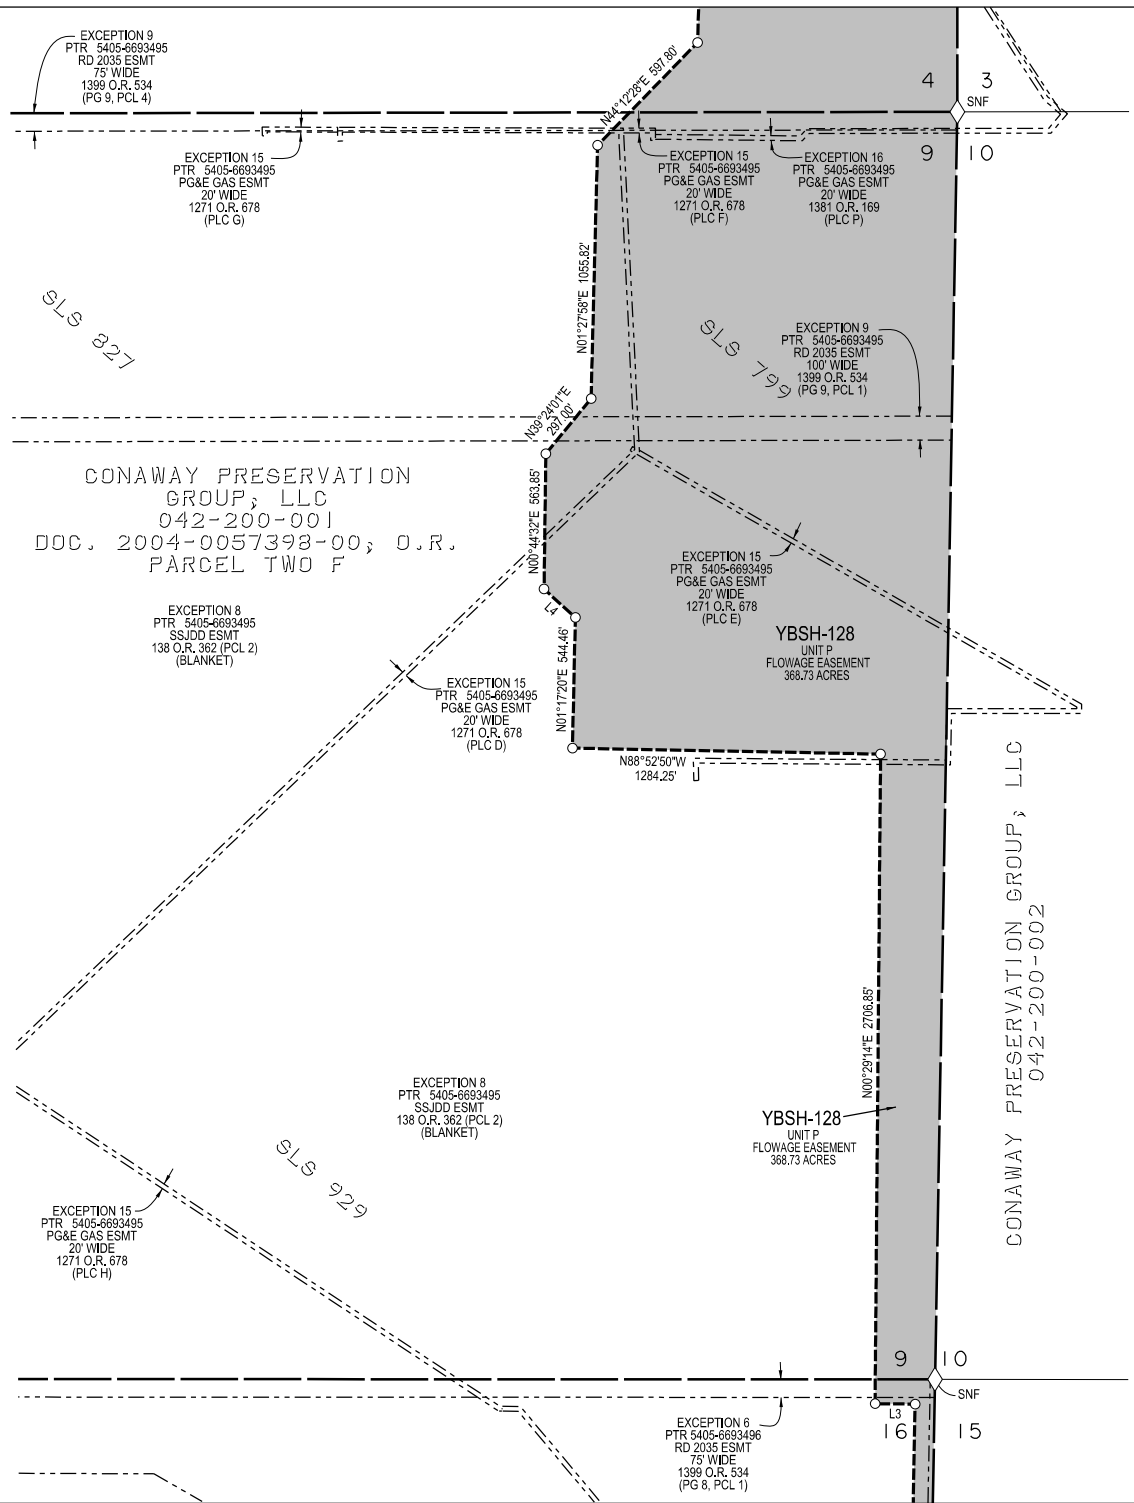 EXCEPTION 9
PTR 5405-6693495
RD 2035 ESMT
75' WIDE
1399 O.R. 534
(PG 9, PCL 4)
N44°12'28"E 597.80'
4 3
SNF
9 10
EXCEPTION 15
PTR 5405-6693495
PG&E GAS ESMT
20' WIDE
1271 O.R. 678
(PLC G)
EXCEPTION 15
PTR 5405-6693495
PG&E GAS ESMT
20' WIDE
1271 O.R. 678
(PLC F)
EXCEPTION 16
PTR 5405-6693495
PG&E GAS ESMT
20' WIDE
1381 O.R. 169
(PLC P)
N01°27'58"E 1055.82'
SLS 827
SLS 799
EXCEPTION 9
PTR 5405-6693495
RD 2035 ESMT
100' WIDE
1399 O.R. 534
(PG 9, PCL 1)
N39°24'01"E
297.00'
CONAWAY PRESERVATION
GROUP, LLC
042-200-001
DOC. 2004-0057398-00, O.R.
PARCEL TWO F
N00°44'32"E 563.85'
EXCEPTION 15
PTR 5405-6693495
PG&E GAS ESMT
20' WIDE
1271 O.R. 678
(PLC E)
EXCEPTION 8
PTR 5405-6693495
SSJDD ESMT
138 O.R. 362 (PCL 2)
(BLANKET)
L4
YBSH-128
UNIT P
FLOWAGE EASEMENT
368.73 ACRES
EXCEPTION 15
PTR 5405-6693495
PG&E GAS ESMT
20' WIDE
1271 O.R. 678
(PLC D)
N01°17'20"E 544.46'
N88°52'50"W
1284.25'
CONAWAY PRESERVATION GROUP, LLC
042-200-002
N00°29'14"E 2706.85'
EXCEPTION 8
PTR 5405-6693495
SSJDD ESMT
138 O.R. 362 (PCL 2)
(BLANKET)
YBSH-128
UNIT P
FLOWAGE EASEMENT
368.73 ACRES
SLS 929
EXCEPTION 15
PTR 5405-6693495
PG&E GAS ESMT
20' WIDE
1271 O.R. 678
(PLC H)
9 10
SNF
L3
16 15
EXCEPTION 6
PTR 5405-6693496
RD 2035 ESMT
75' WIDE
1399 O.R. 534
(PG 8, PCL 1)